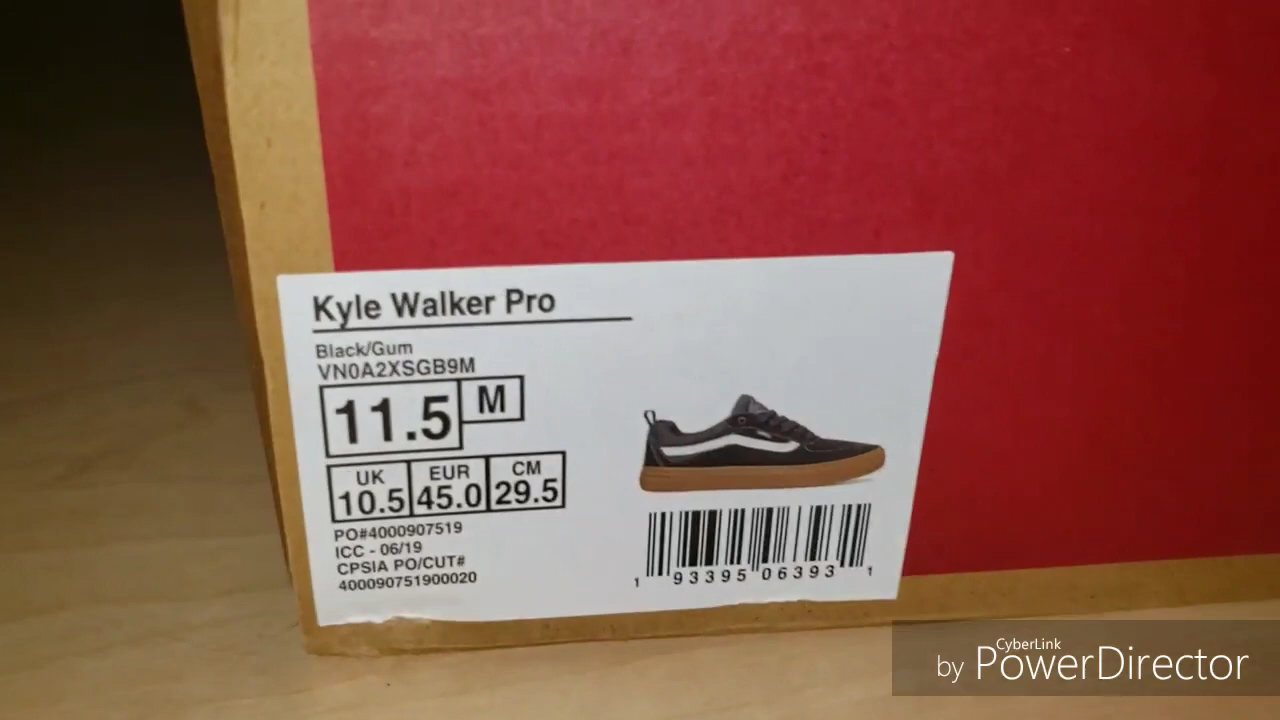 Kyle Walker Pro
Black/Gum
VN0A2XSGB9M
11.5 M
UK EUR CM
10.5 45.0 29.5
PO#4000907519
ICC - 06/19
CPSIA PO/CUT#
400090751900020
1 93395 06393 1
CyberLink
by PowerDirector